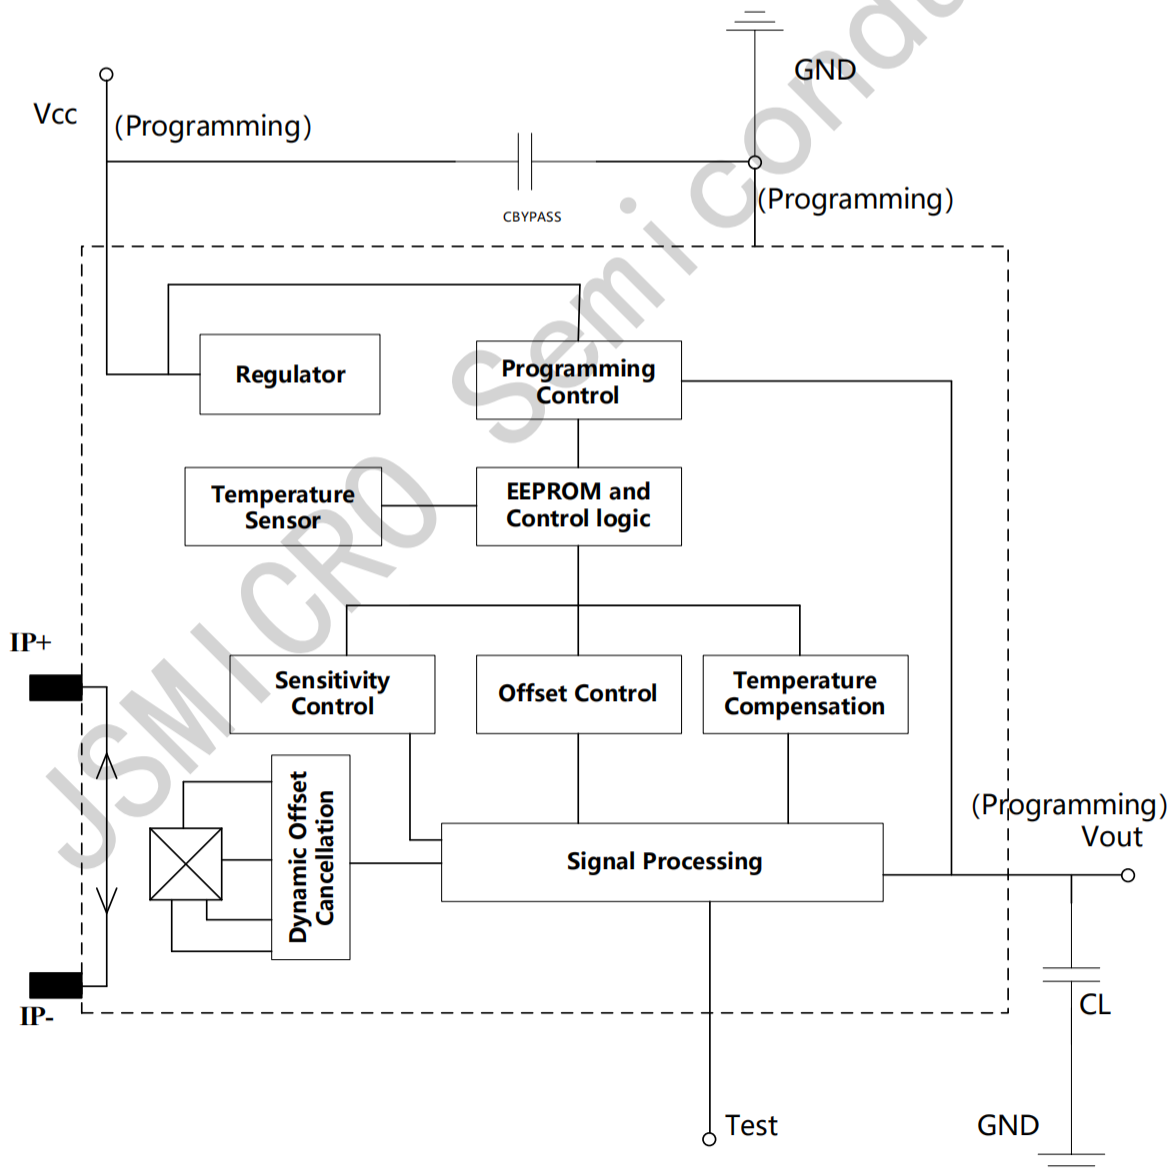 GND
Vcc
(Programming)
(Programming)
CBYPASS
Regulator
Programming
Control
Temperature
Sensor
EEPROM and
Control logic
IP+
Sensitivity
Control
Offset Control
Temperature
Compensation
Dynamic Offset
Cancellation
Signal Processing
(Programming)
Vout
IP-
CL
Test
GND
JSMICRO Semicondu